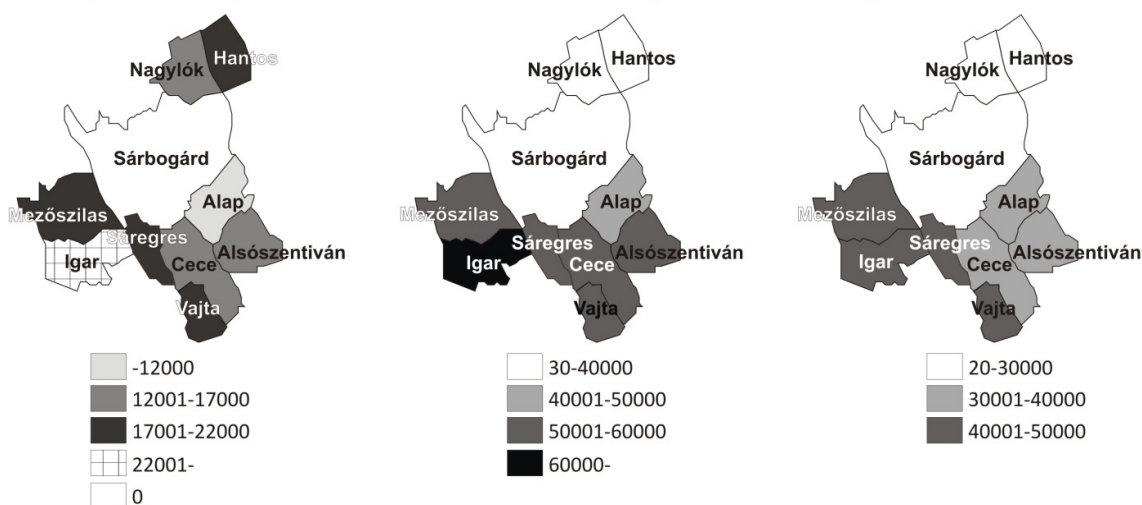 Hantos
Nagylók
Sárbogárd
Alap
Mezőszilas
Sáregres
Alsószentiván
Igar
Cece
Vajta
-12000
12001-17000
17001-22000
22001-
0
Hantos
Nagylók
Sárbogárd
Alap
Mezőszilas
Sáregres
Alsószentiván
Igar
Cece
Vajta
30-40000
40001-50000
50001-60000
60000-
Hantos
Nagylók
Sárbogárd
Alap
Mezőszilas
Sáregres
Alsószentiván
Igar
Cece
Vajta
20-30000
30001-40000
40001-50000